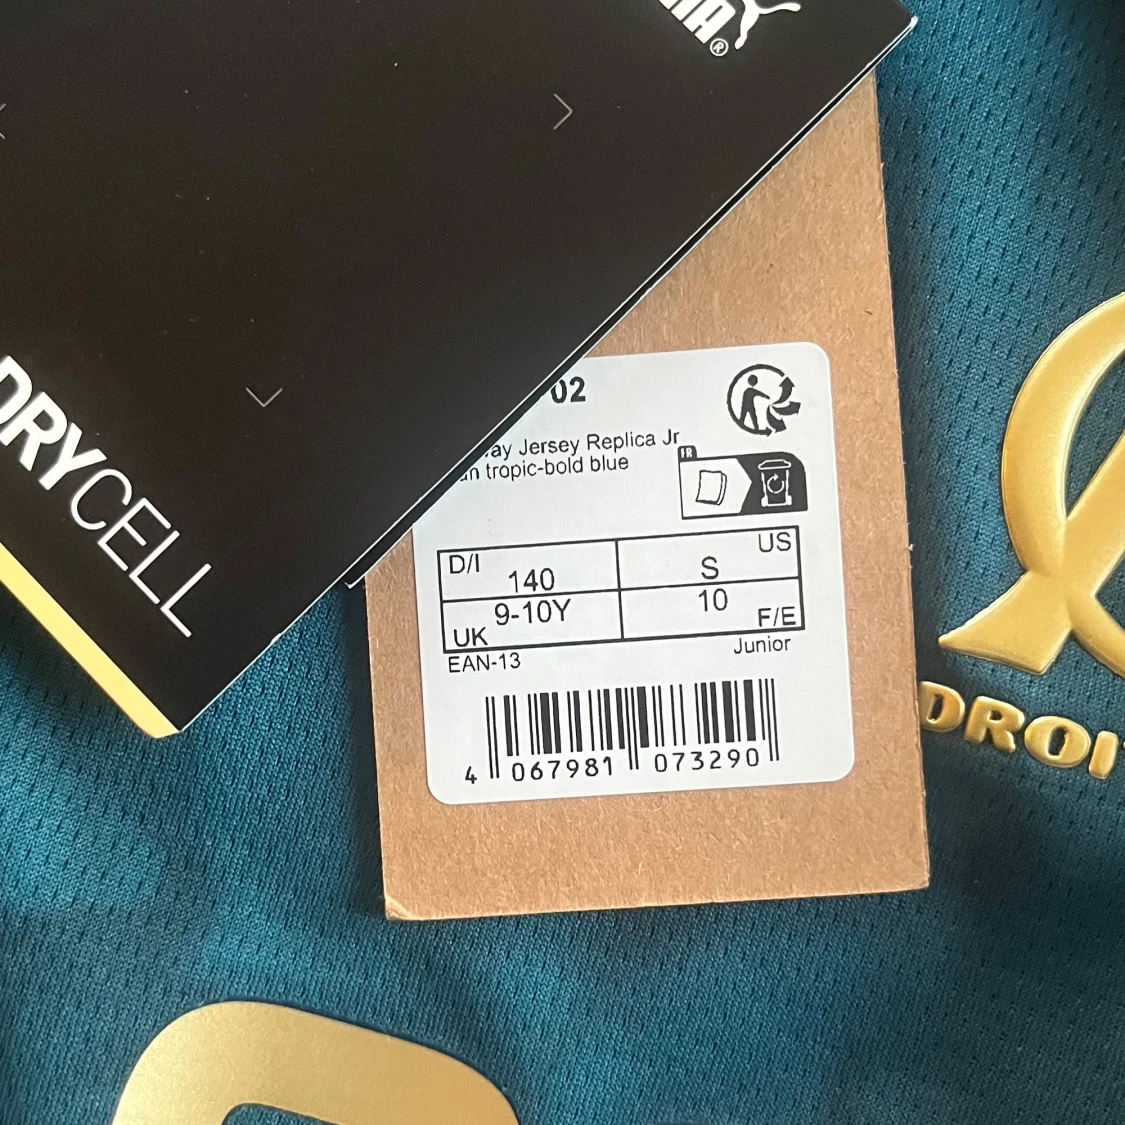 DRYCELL
02
Jersey Replica Jr
tropic-bold blue
FR
D/I 140
S US
UK 9-10Y
10 F/E
EAN-13
Junior
4 067981 073290